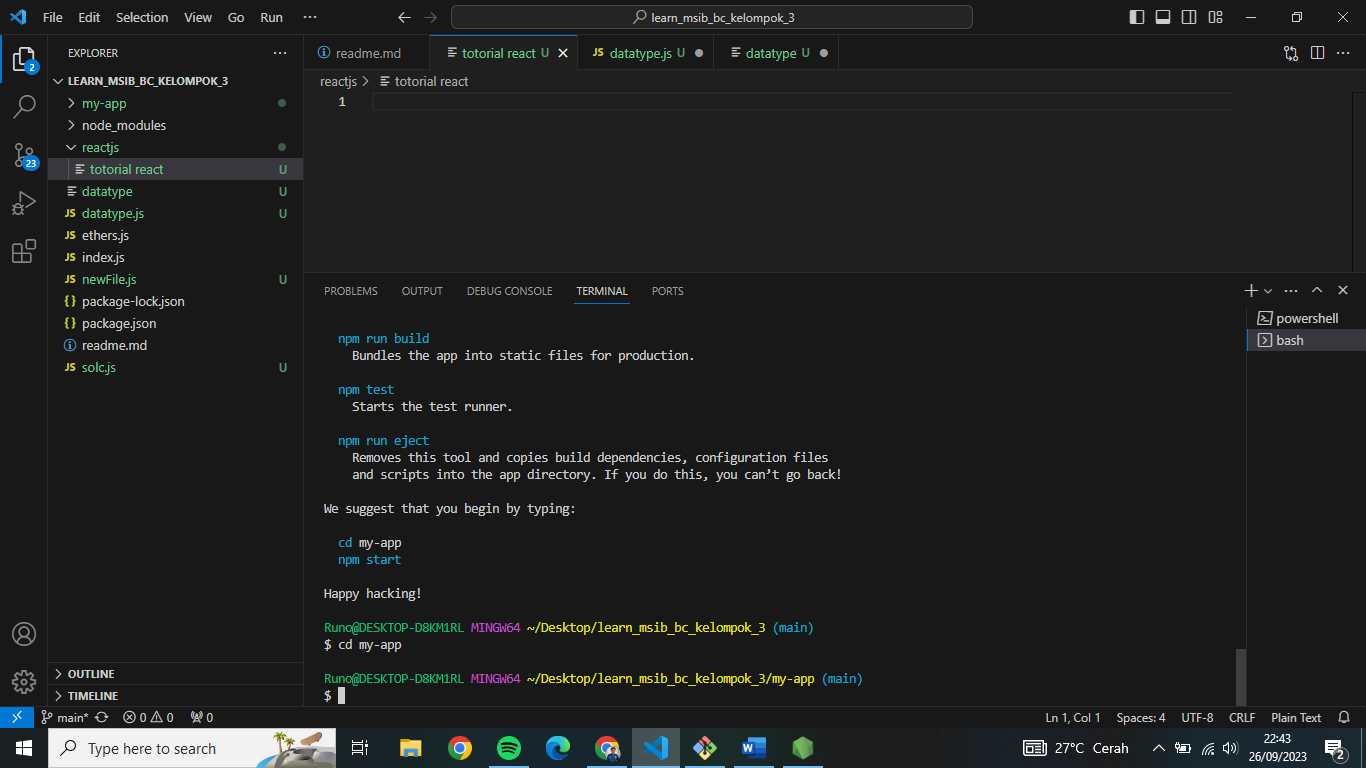 File Edit Selection View Go Run ···
learn_msib_bc_kelompok_3
EXPLORER
LEARN_MSIB_BC_KELOMPOK_3
my-app
node_modules
reactjs
totorial react U
datatype U
datatype.js U
ethers.js
index.js
newFile.js U
package-lock.json
package.json
readme.md
solc.js U
OUTLINE
TIMELINE
2
23
readme.md
totorial react U
JS datatype.js U
datatype U
reactjs > totorial react
1
PROBLEMS OUTPUT DEBUG CONSOLE TERMINAL PORTS
powershell
bash
npm run build
Bundles the app into static files for production.
npm test
Starts the test runner.
npm run eject
Removes this tool and copies build dependencies, configuration files
and scripts into the app directory. If you do this, you can’t go back!
We suggest that you begin by typing:
cd my-app
npm start
Happy hacking!
Runo@DESKTOP-D8KM1RL MINGW64 ~/Desktop/learn_msib_bc_kelompok_3 (main)
$ cd my-app
Runo@DESKTOP-D8KM1RL MINGW64 ~/Desktop/learn_msib_bc_kelompok_3/my-app (main)
$
main* 0 0 0
Ln 1, Col 1 Spaces: 4 UTF-8 CRLF Plain Text
Type here to search
27°C Cerah
22:43
26/09/2023
2